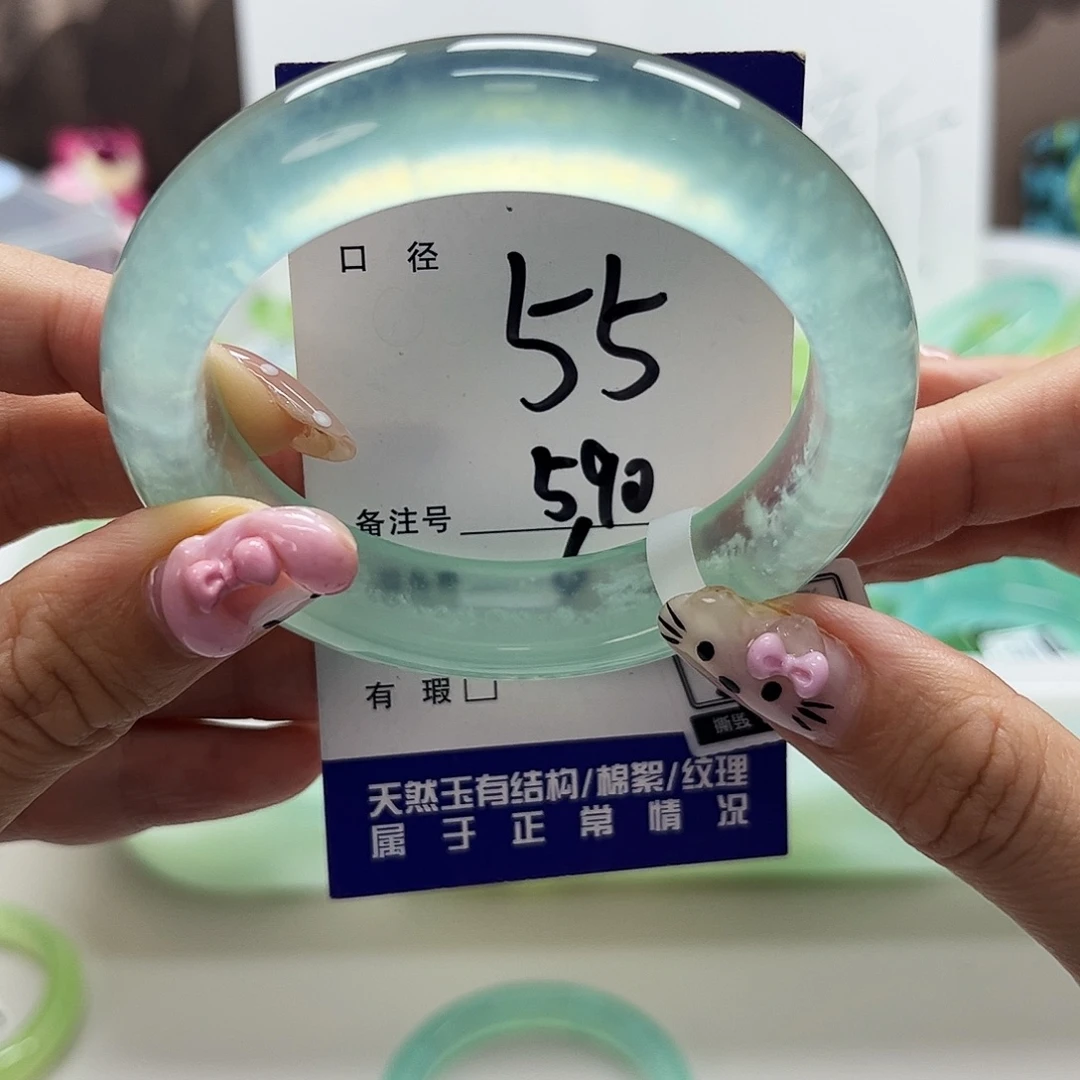 口 径 55
备注号 590
有 瑕 □
撕毁
天然玉有结构/棉絮/纹理
属 于 正 常 情 况